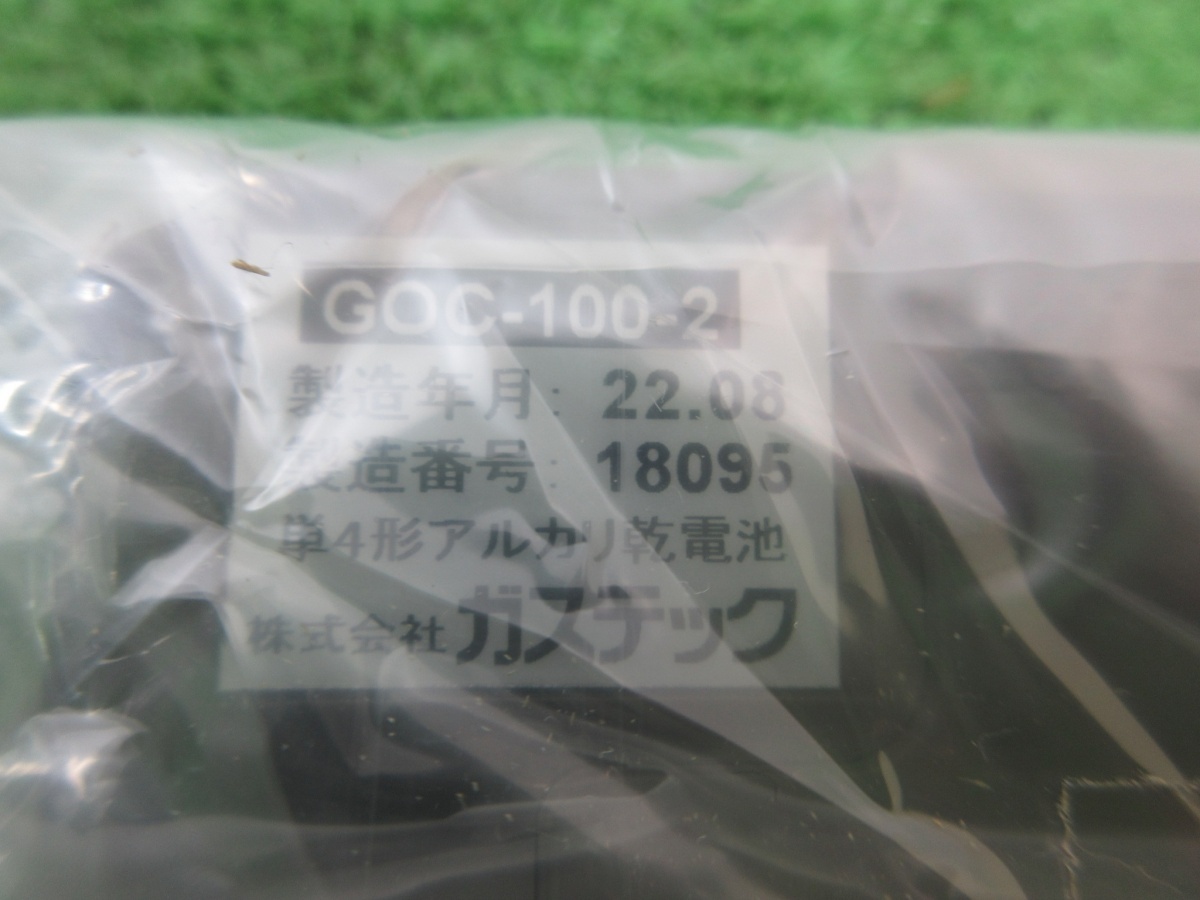 GOC-100-2
製造年月: 22.08
製造番号: 18095
単4形アルカリ乾電池
株式会社 ガステック